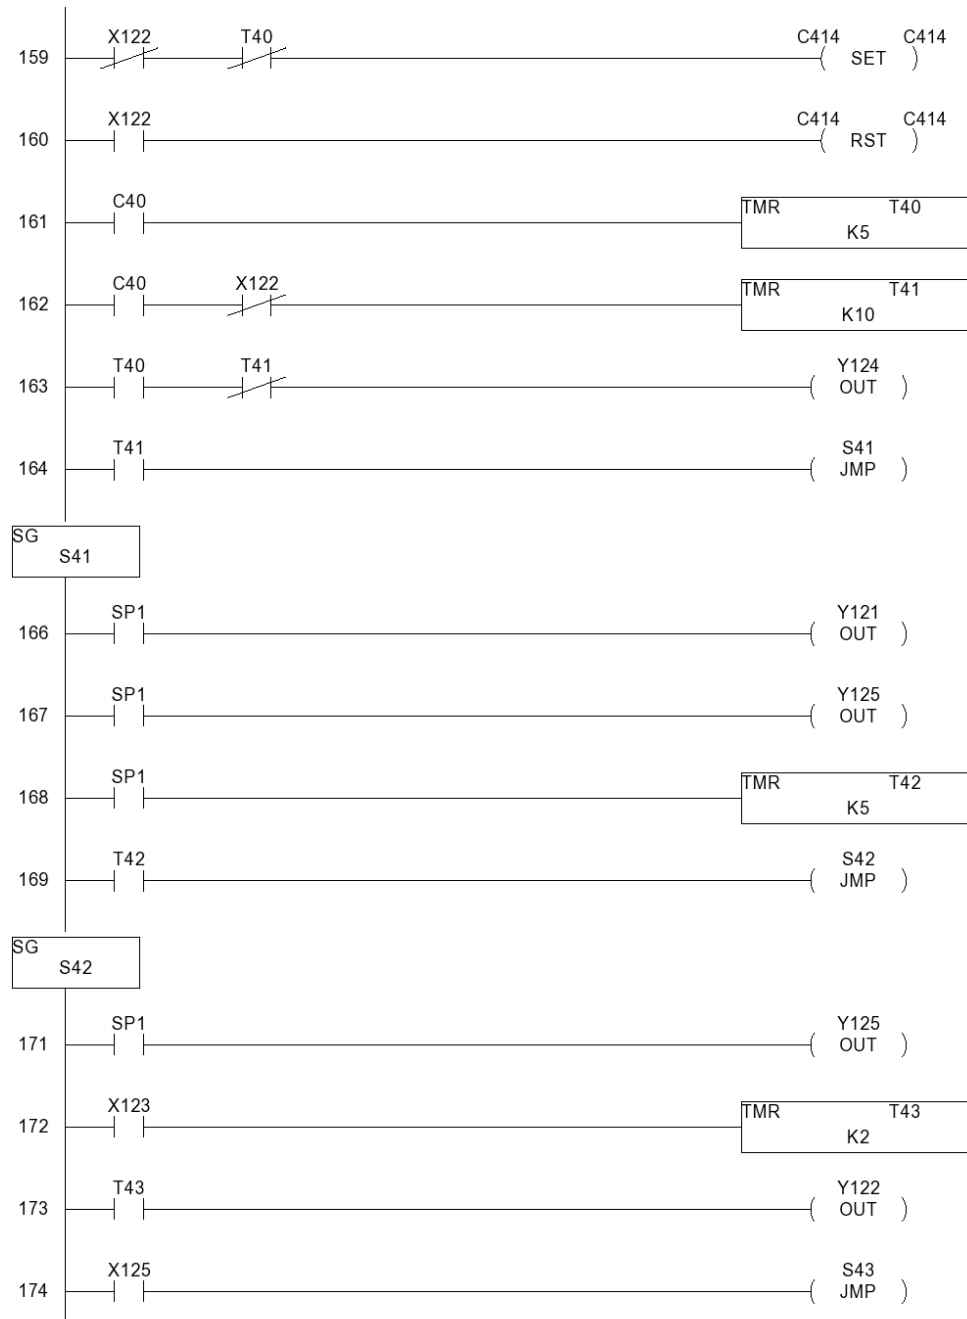 X122 T40 C414 C414
159 SET
X122 C414 C414
160 RST
C40 TMR T40
161 K5
C40 X122 TMR T41
162 K10
T40 T41 Y124
163 OUT
T41 S41
164 JMP
SG
S41
SP1 Y121
166 OUT
SP1 Y125
167 OUT
SP1 TMR T42
168 K5
T42 S42
169 JMP
SG
S42
SP1 Y125
171 OUT
X123 TMR T43
172 K2
T43 Y122
173 OUT
X125 S43
174 JMP